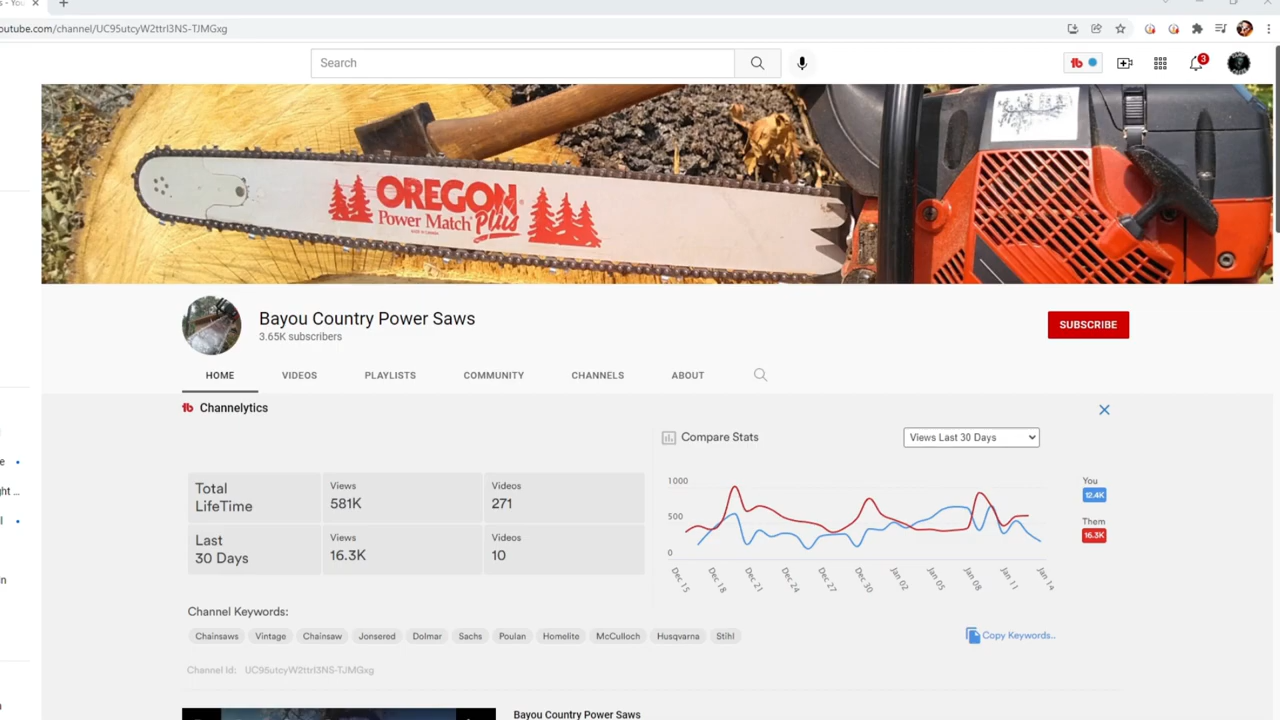 outube.com/channel/UC95utcyW2ttrI3NS-TJMGxg
Search
3
OREGON
Power Match Plus
Bayou Country Power Saws
3.65K subscribers
SUBSCRIBE
HOME
VIDEOS
PLAYLISTS
COMMUNITY
CHANNELS
ABOUT
tb Channelytics
Compare Stats
Views Last 30 Days
Total
LifeTime
Views
581K
Videos
271
Last
30 Days
Views
16.3K
Videos
10
1000
500
0
Dec 15
Dec 18
Dec 21
Dec 24
Dec 27
Dec 30
Jan 02
Jan 05
Jan 08
Jan 11
Jan 14
You
12.4K
Them
16.3K
Channel Keywords:
Chainsaws Vintage Chainsaw Jonsered Dolmar Sachs Poulan Homelite McCulloch Husqvarna Stihl
Copy Keywords..
Channel Id: UC95utcyW2ttrI3NS-TJMGxg
Bayou Country Power Saws